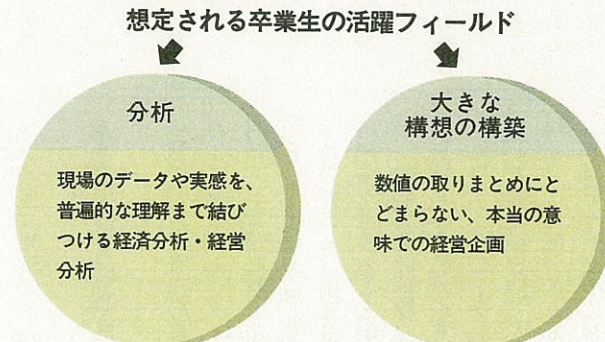 想定される卒業生の活躍フィールド
分析
現場のデータや実感を、
普遍的な理解まで結び
つける経済分析・経営
分析
大きな
構想の構築
数値の取りまとめにと
どまらない、本当の意
味での経営企画